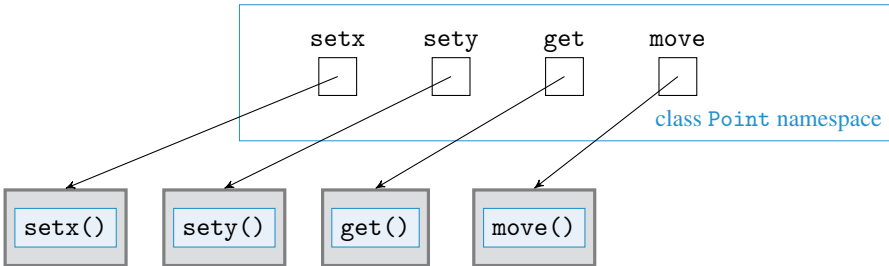 setx sety get move
class Point namespace
setx() sety() get() move()